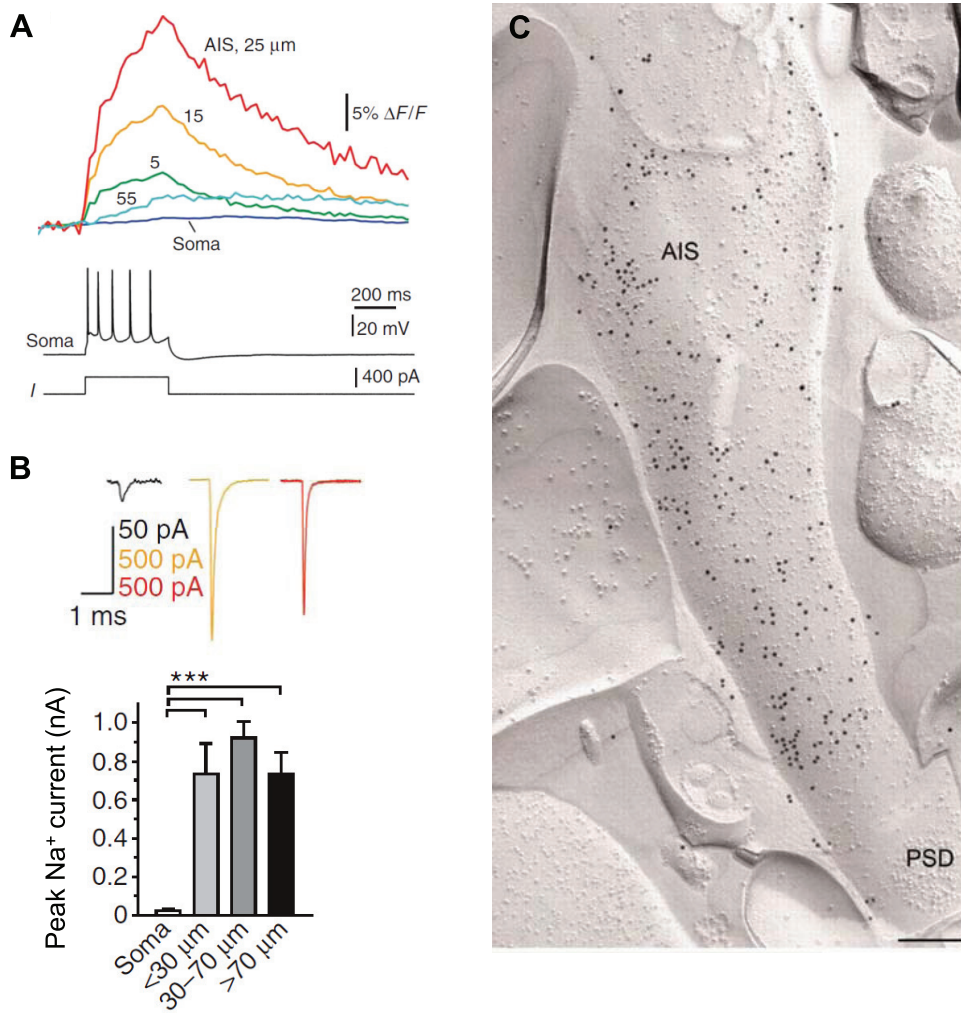 A
AIS, 25 μm
5% ΔF/F
15
5
55
Soma
200 ms
20 mV
Soma
400 pA
I
B
50 pA
500 pA
500 pA
1 ms
***
Peak Na⁺ current (nA)
1.0
0.8
0.6
0.4
0.2
0
Soma
<30 μm
30–70 μm
>70 μm
C
AIS
PSD